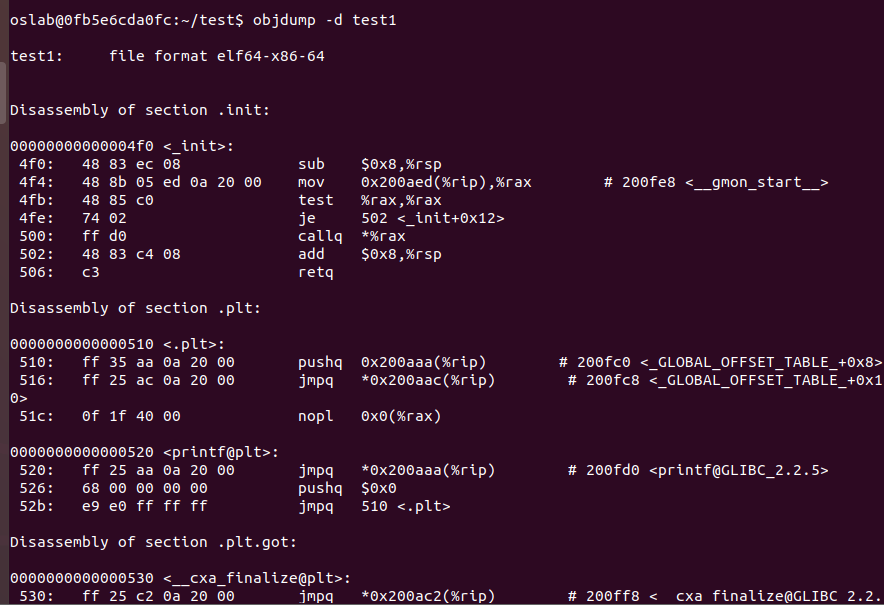 oslab@0fb5e6cda0fc:~/test$ objdump -d test1
test1:     file format elf64-x86-64
Disassembly of section .init:
00000000000004f0 <_init>:
 4f0:   48 83 ec 08             sub    $0x8,%rsp
 4f4:   48 8b 05 ed 0a 20 00    mov    0x200aed(%rip),%rax        # 200fe8 <__gmon_start__>
 4fb:   48 85 c0                test   %rax,%rax
 4fe:   74 02                   je     502 <_init+0x12>
 500:   ff d0                   callq  *%rax
 502:   48 83 c4 08             add    $0x8,%rsp
 506:   c3                      retq
Disassembly of section .plt:
0000000000000510 <.plt>:
 510:   ff 35 aa 0a 20 00       pushq  0x200aaa(%rip)        # 200fc0 <_GLOBAL_OFFSET_TABLE_+0x8>
 516:   ff 25 ac 0a 20 00       jmpq   *0x200aac(%rip)        # 200fc8 <_GLOBAL_OFFSET_TABLE_+0x1
0>
 51c:   0f 1f 40 00             nopl   0x0(%rax)
0000000000000520 <printf@plt>:
 520:   ff 25 aa 0a 20 00       jmpq   *0x200aaa(%rip)        # 200fd0 <printf@GLIBC_2.2.5>
 526:   68 00 00 00 00          pushq  $0x0
 52b:   e9 e0 ff ff ff          jmpq   510 <.plt>
Disassembly of section .plt.got:
0000000000000530 <__cxa_finalize@plt>:
 530:   ff 25 c2 0a 20 00       jmpq   *0x200ac2(%rip)        # 200ff8 <__cxa_finalize@GLIBC_2.2.